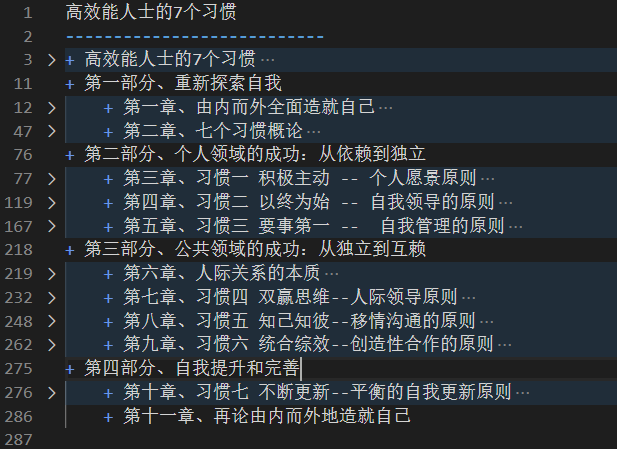 1 高效能人士的7个习惯
2 ---------------------------
3 + 高效能人士的7个习惯…
11 + 第一部分、重新探索自我
12 + 第一章、由内而外全面造就自己…
47 + 第二章、七个习惯概论…
76 + 第二部分、个人领域的成功：从依赖到独立
77 + 第三章、习惯一 积极主动 -- 个人愿景原则…
119 + 第四章、习惯二 以终为始 -- 自我领导的原则…
167 + 第五章、习惯三 要事第一 --  自我管理的原则…
218 + 第三部分、公共领域的成功：从独立到互赖
219 + 第六章、人际关系的本质…
232 + 第七章、习惯四 双赢思维--人际领导原则…
248 + 第八章、习惯五 知己知彼--移情沟通的原则…
262 + 第九章、习惯六 统合综效--创造性合作的原则…
275 + 第四部分、自我提升和完善
276 + 第十章、习惯七 不断更新--平衡的自我更新原则…
286 + 第十一章、再论由内而外地造就自己
287